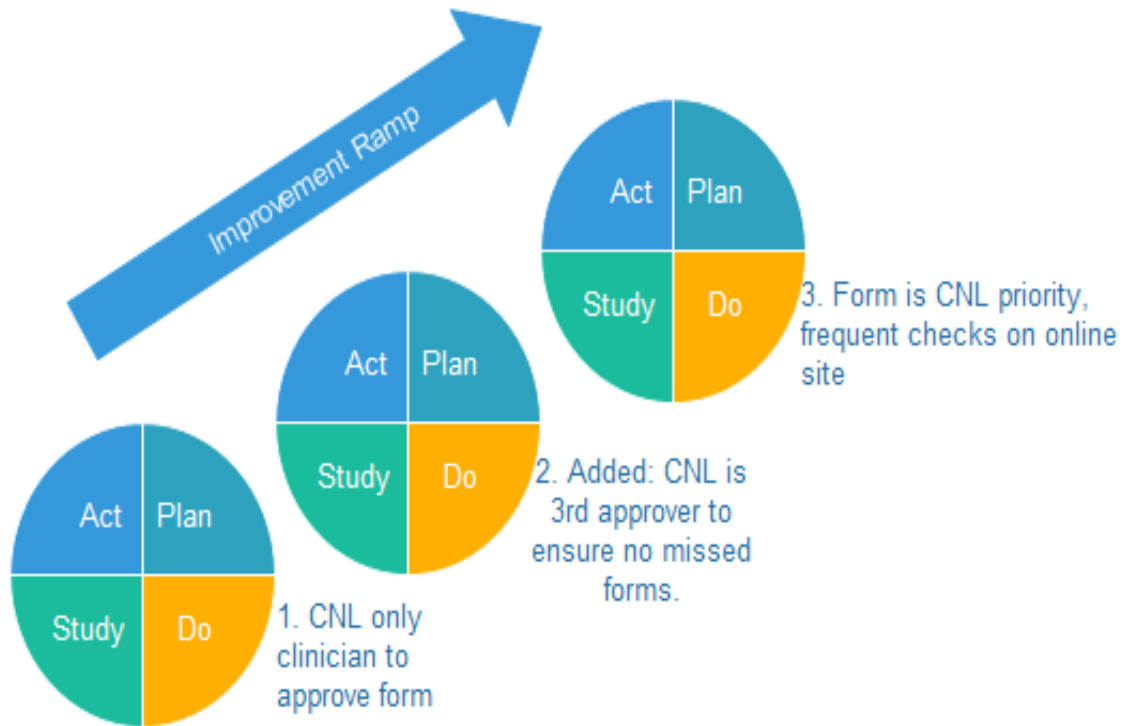 Improvement Ramp
Act
Plan
Study
Do
3. Form is CNL priority,
frequent checks on online
site
Act
Plan
Study
Do
2. Added: CNL is
3rd approver to
ensure no missed
forms.
Act
Plan
Study
Do
1. CNL only
clinician to
approve form